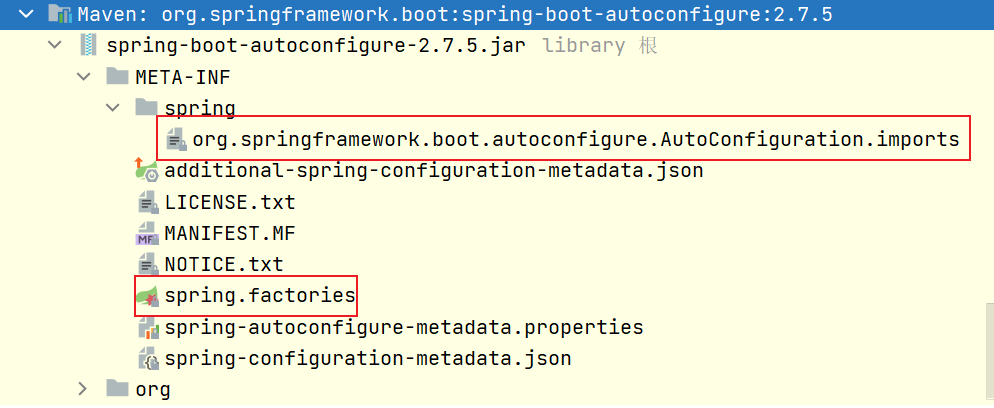 Maven: org.springframework.boot:spring-boot-autoconfigure:2.7.5
spring-boot-autoconfigure-2.7.5.jar library 根
META-INF
spring
org.springframework.boot.autoconfigure.AutoConfiguration.imports
additional-spring-configuration-metadata.json
LICENSE.txt
MF MANIFEST.MF
NOTICE.txt
spring.factories
spring-autoconfigure-metadata.properties
spring-configuration-metadata.json
org